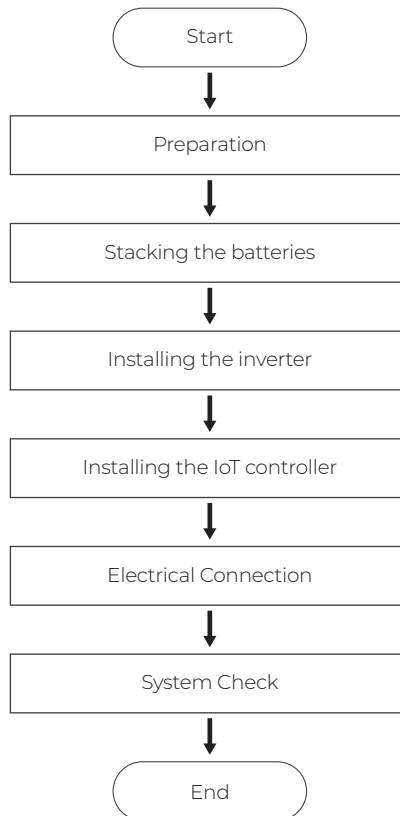 Start
Preparation
Stacking the batteries
Installing the inverter
Installing the IoT controller
Electrical Connection
System Check
End